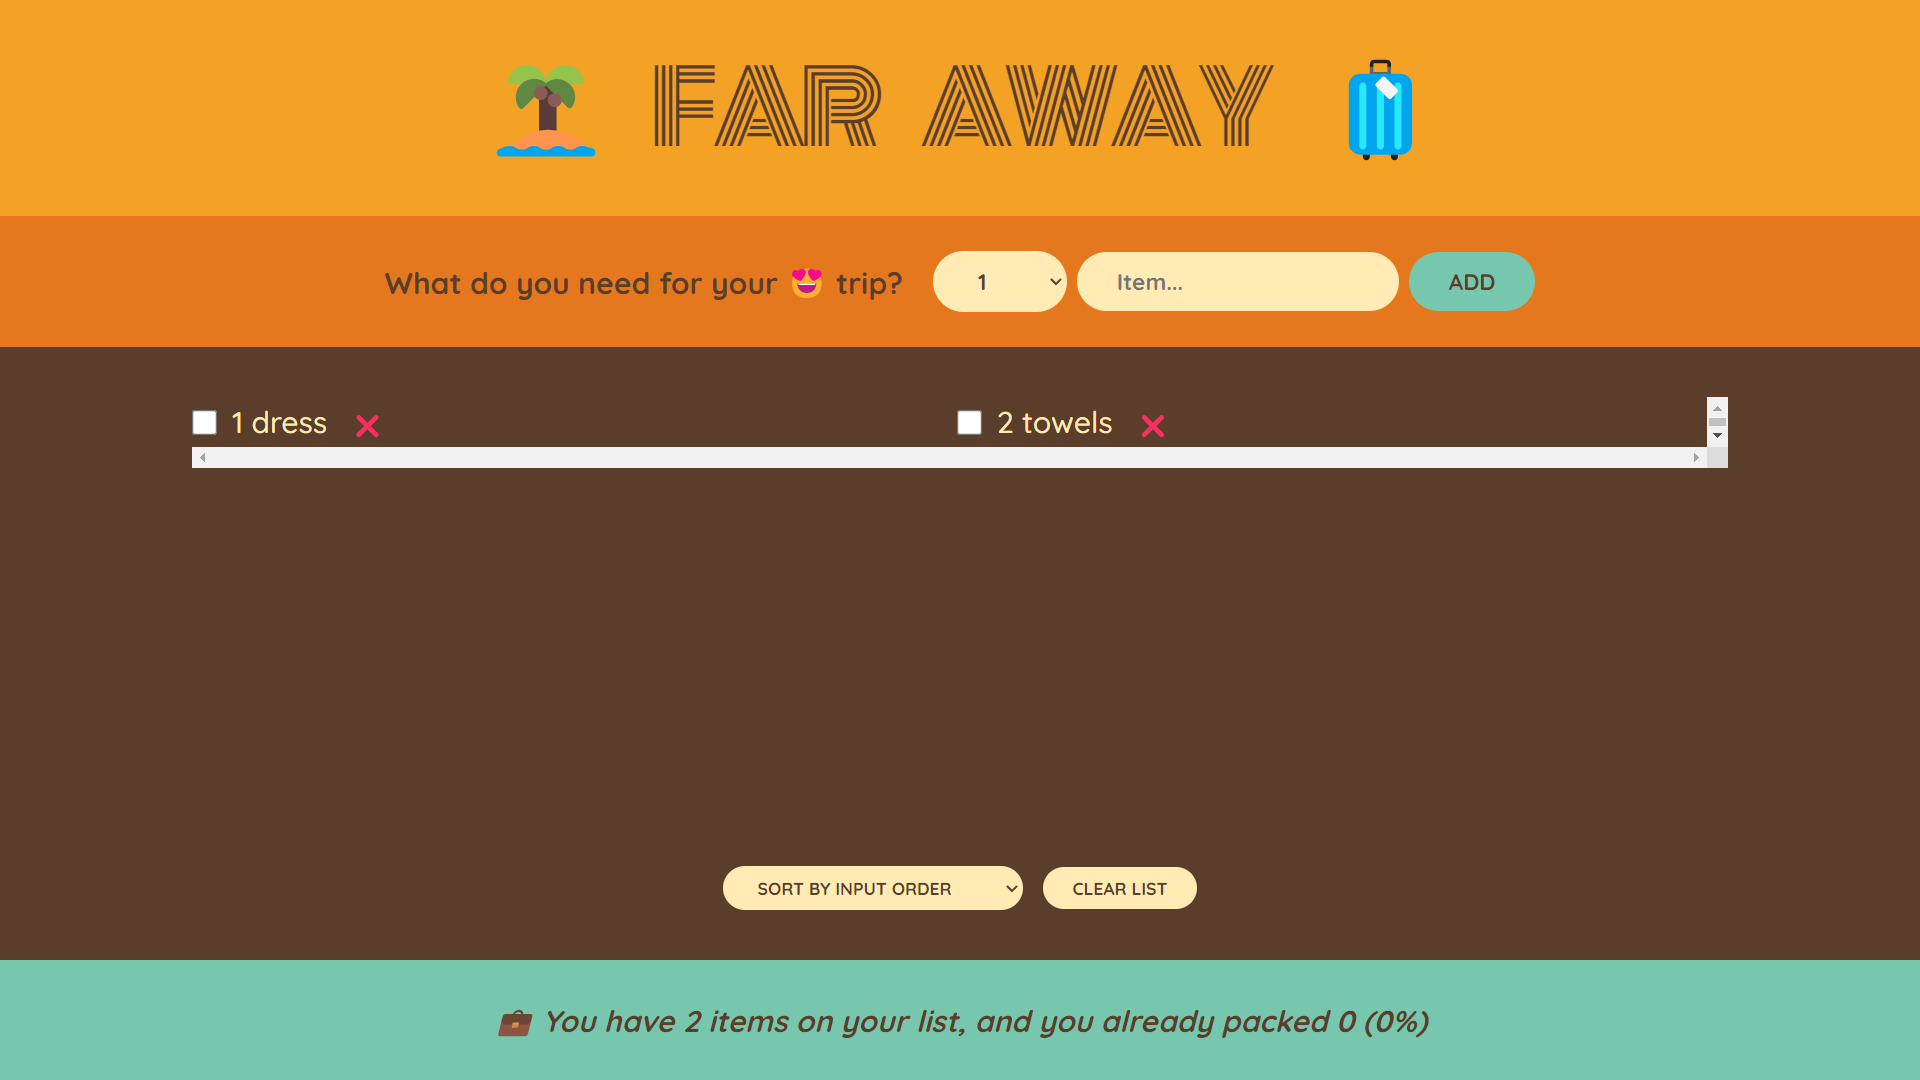 FAR AWAY
What do you need for your 😍 trip? 1 Item... ADD
1 dress ❌ 2 towels ❌
SORT BY INPUT ORDER CLEAR LIST
💼 You have 2 items on your list, and you already packed 0 (0%)